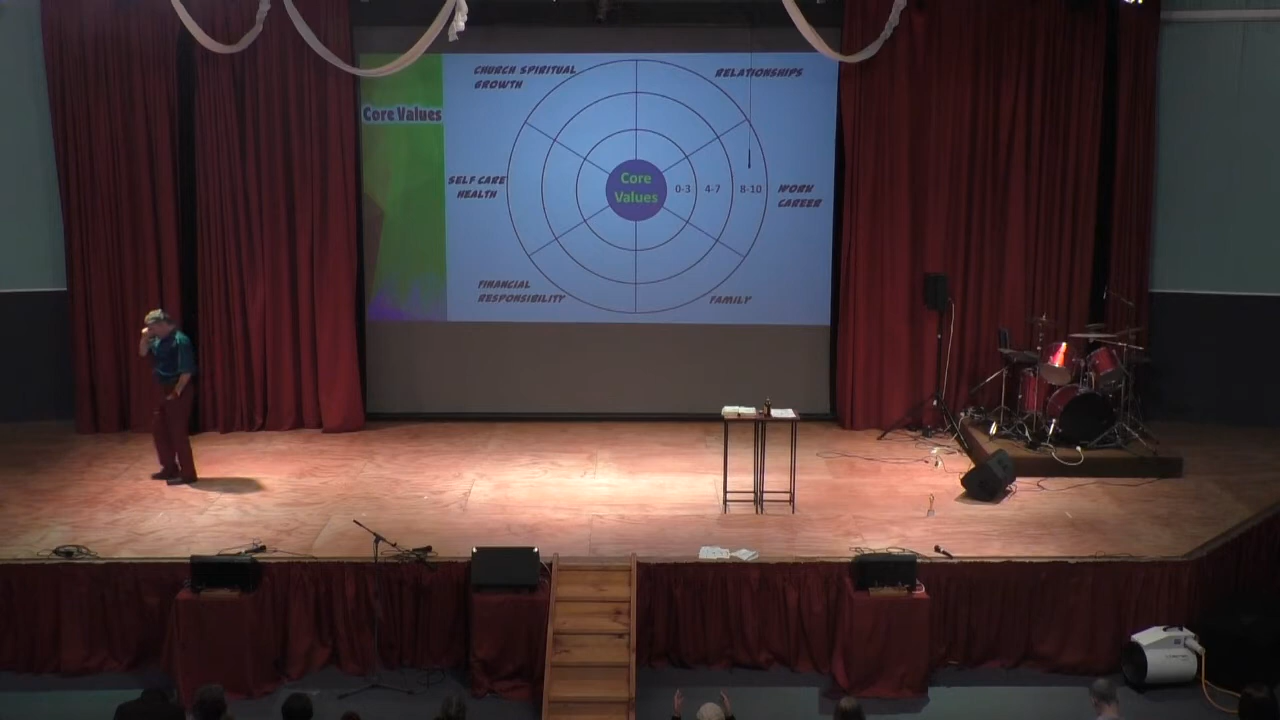 Core Values
CHURCH SPIRITUAL
GROWTH
RELATIONSHIPS
SELF CARE
HEALTH
Core
Values
0-3
4-7
8-10
WORK
CAREER
FINANCIAL
RESPONSIBILITY
FAMILY